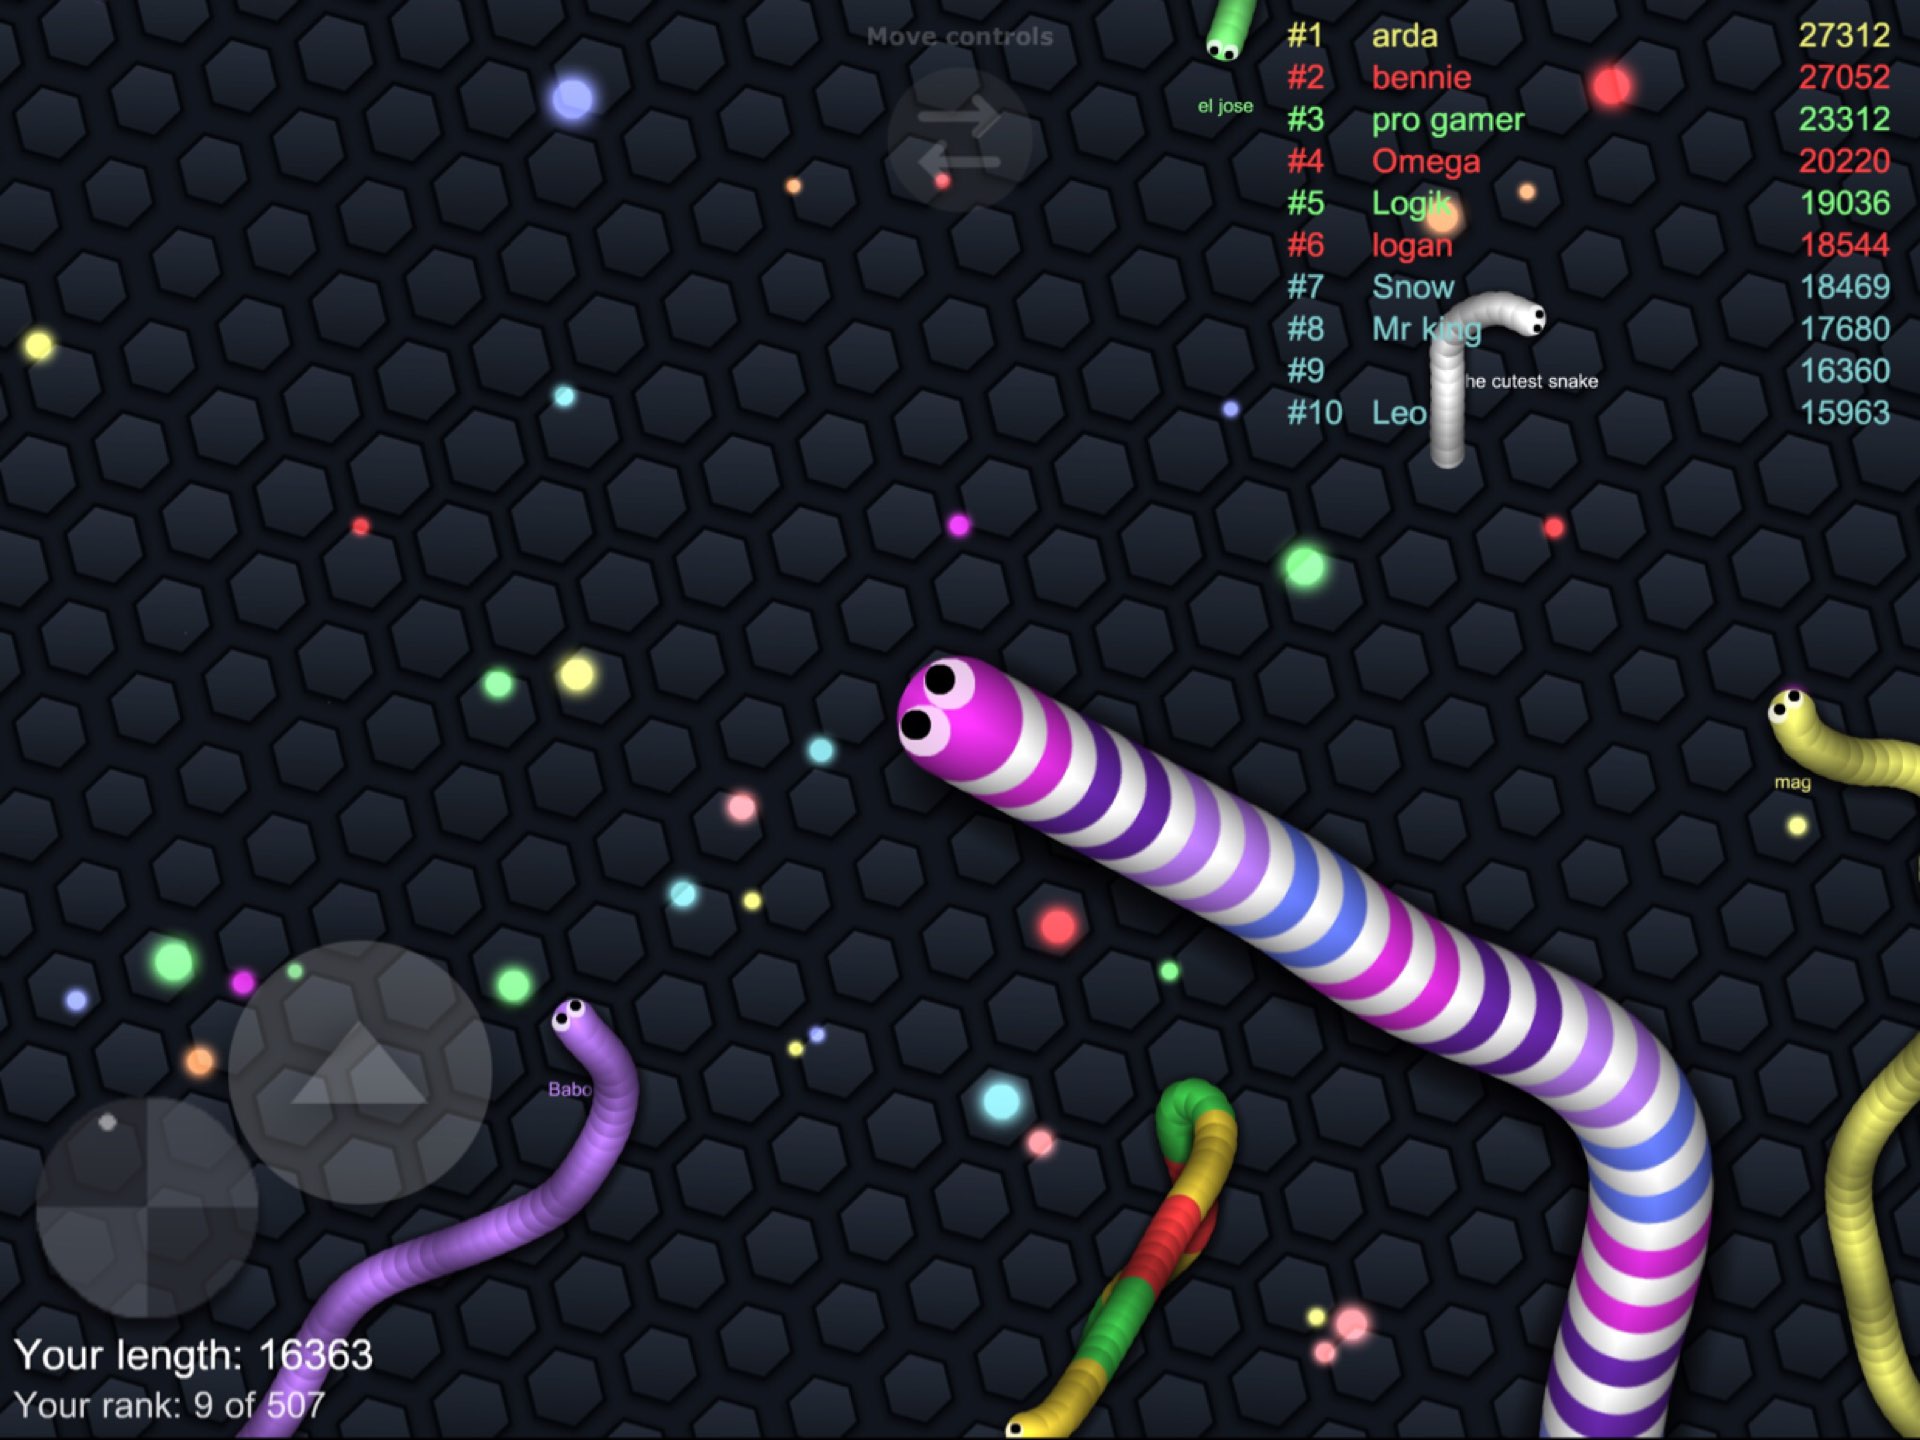 Move controls
#1 arda 27312
#2 bennie 27052
el jose
#3 pro gamer 23312
#4 Omega 20220
#5 Logik 19036
#6 logan 18544
#7 Snow 18469
#8 Mr king 17680
#9 16360
he cutest snake
#10 Leo 15963
mag
Babo
Your length: 16363
Your rank: 9 of 507